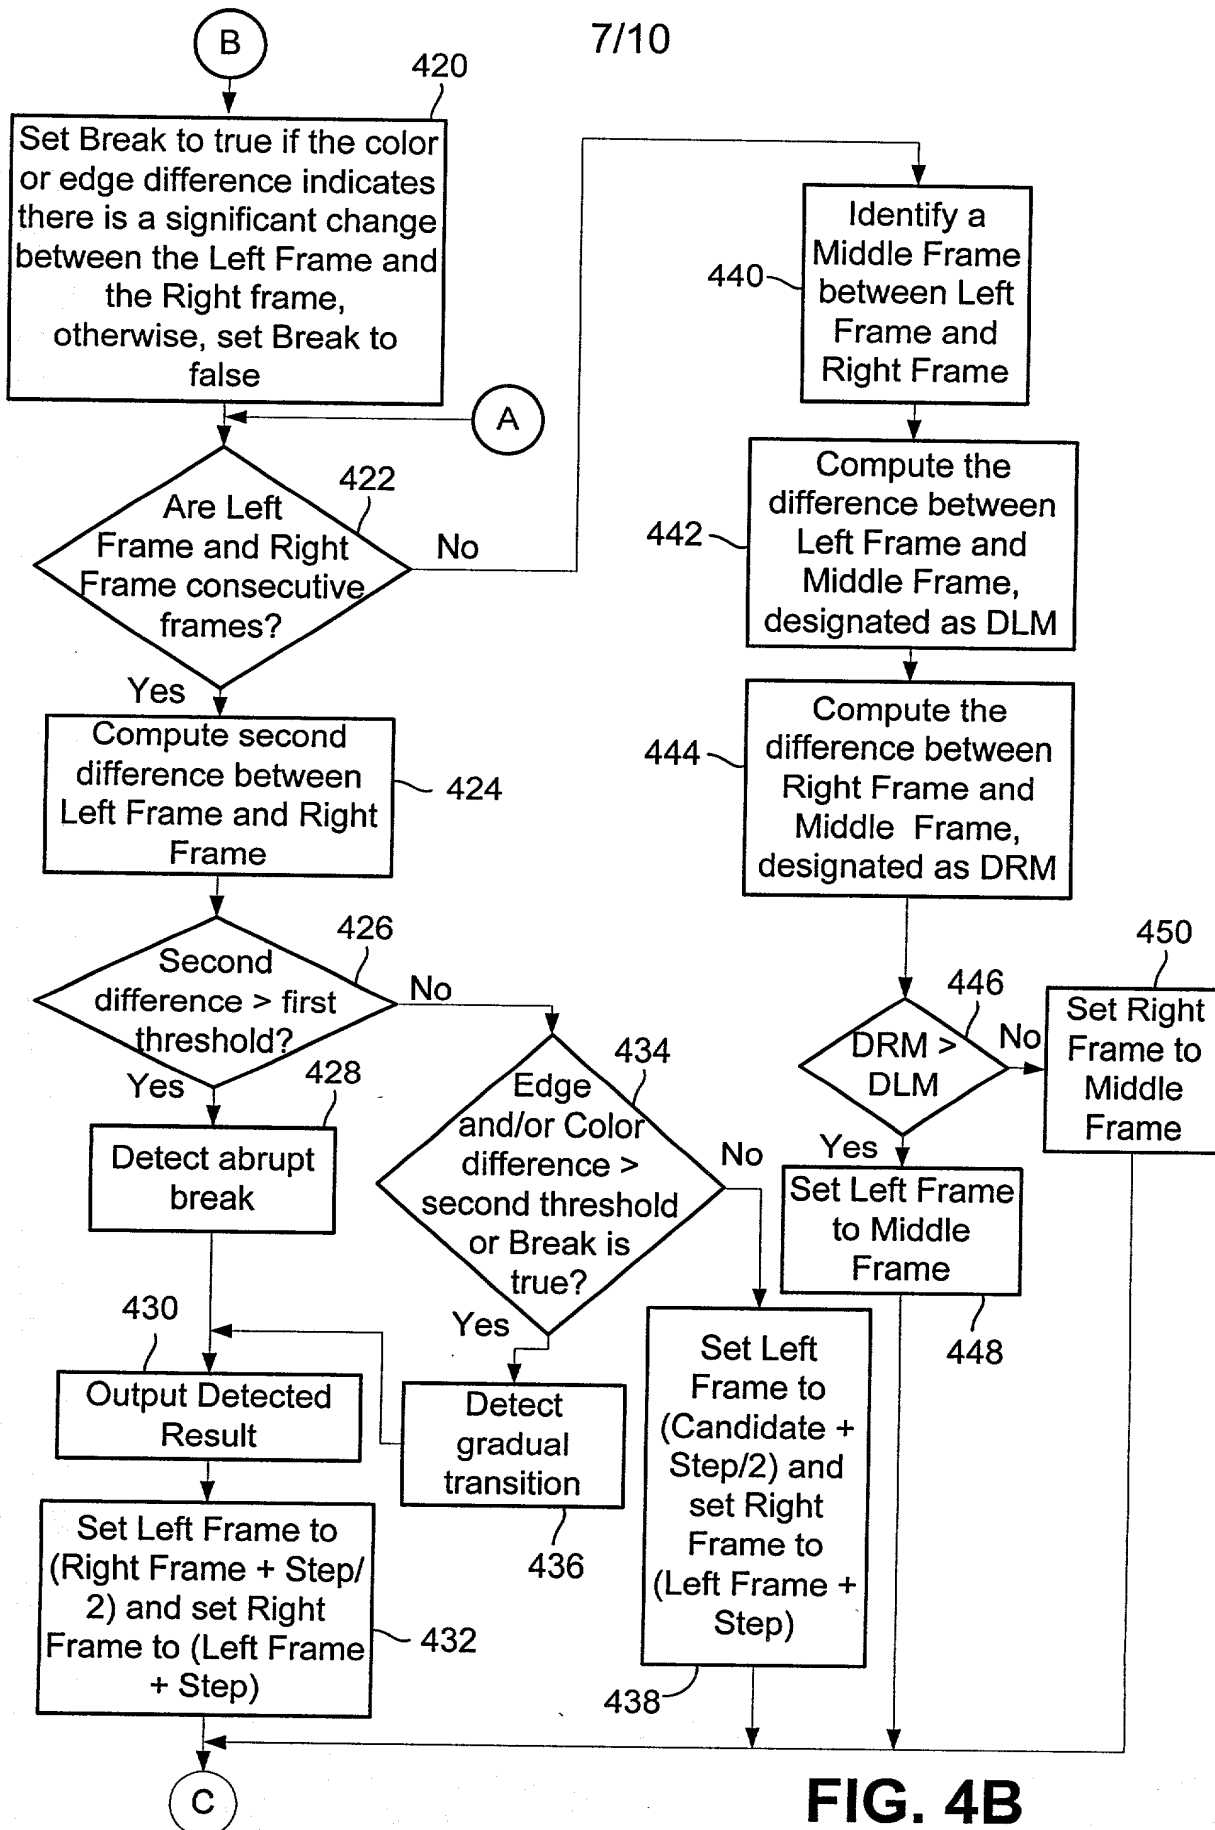 7/10
B
420
Set Break to true if the color
or edge difference indicates
there is a significant change
between the Left Frame and
the Right frame,
otherwise, set Break to
false
A
422
Are Left
Frame and Right
Frame consecutive
frames?
No
Yes
Compute second
difference between
Left Frame and Right
Frame
424
426
Second
difference > first
threshold?
No
Yes
428
Detect abrupt
break
430
Output Detected
Result
Set Left Frame to
(Right Frame + Step/
2) and set Right
Frame to (Left Frame
+ Step)
432
434
Edge
and/or Color
difference >
second threshold
or Break is
true?
No
Yes
Detect
gradual
transition
436
Set Left
Frame to
(Candidate +
Step/2) and
set Right
Frame to
(Left Frame +
Step)
438
Identify a
Middle Frame
between Left
Frame and
Right Frame
440
Compute the
difference between
Left Frame and
Middle Frame,
designated as DLM
442
Compute the
difference between
Right Frame and
Middle Frame,
designated as DRM
444
446
DRM >
DLM
No
Yes
450
Set Right
Frame to
Middle
Frame
Set Left Frame
to Middle
Frame
448
C
FIG. 4B